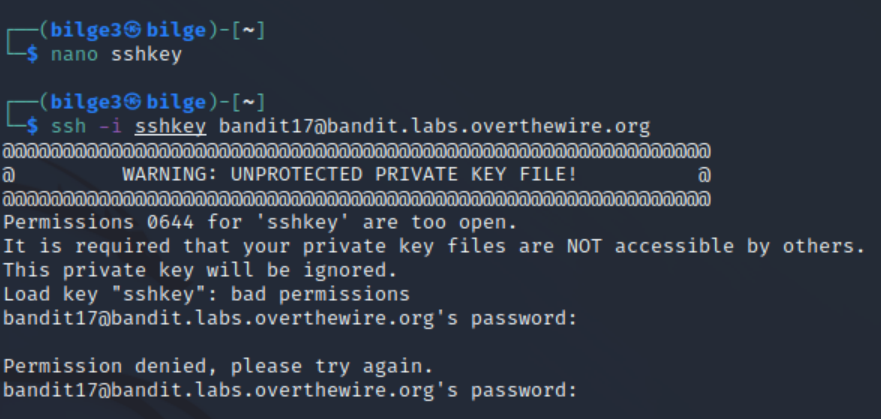 (bilge3㉿bilge)-[~]
$ nano sshkey
(bilge3㉿bilge)-[~]
$ ssh -i sshkey bandit17@bandit.labs.overthewire.org
@@@@@@@@@@@@@@@@@@@@@@@@@@@@@@@@@@@@@@@@@@@@@@@@@@@@@@@@@@@
@         WARNING: UNPROTECTED PRIVATE KEY FILE!          @
@@@@@@@@@@@@@@@@@@@@@@@@@@@@@@@@@@@@@@@@@@@@@@@@@@@@@@@@@@@
Permissions 0644 for 'sshkey' are too open.
It is required that your private key files are NOT accessible by others.
This private key will be ignored.
Load key "sshkey": bad permissions
bandit17@bandit.labs.overthewire.org's password:
Permission denied, please try again.
bandit17@bandit.labs.overthewire.org's password: